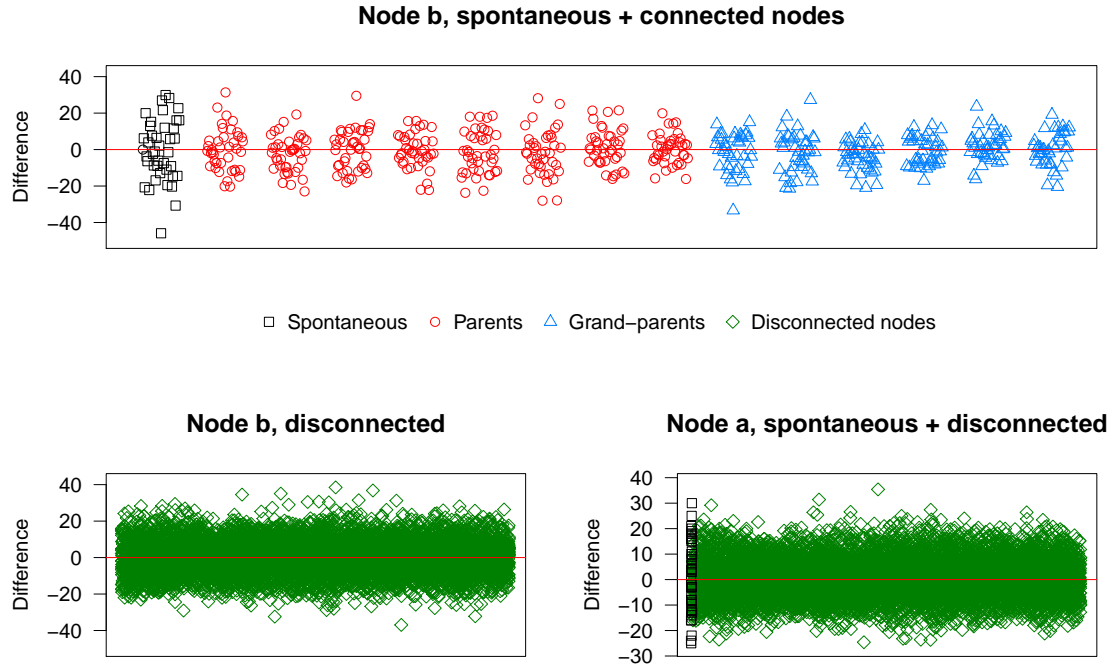 Node b, spontaneous + connected nodes
Difference
40
20
0
−20
−40
Spontaneous Parents Grand−parents Disconnected nodes
Node b, disconnected
Difference
40
20
0
−20
−40
Node a, spontaneous + disconnected
Difference
40
30
20
10
0
−10
−20
−30